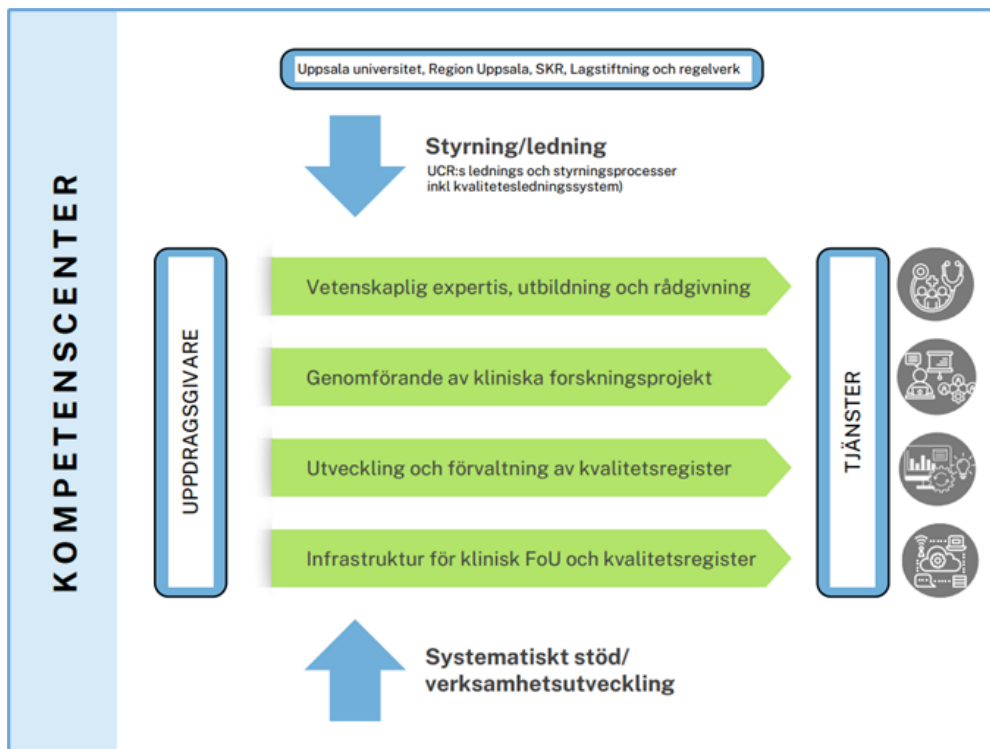 KOMPETENSCENTER
Uppsala universitet, Region Uppsala, SKR, Lagstiftning och regelverk
Styrning/ledning
UCR:s lednings och styrningsprocesser
inkl kvalitetesledningssystem)
UPPDRAGSGIVARE
Vetenskaplig expertis, utbildning och rådgivning
Genomförande av kliniska forskningsprojekt
Utveckling och förvaltning av kvalitetsregister
Infrastruktur för klinisk FoU och kvalitetsregister
TJÄNSTER
Systematiskt stöd/
verksamhetsutveckling